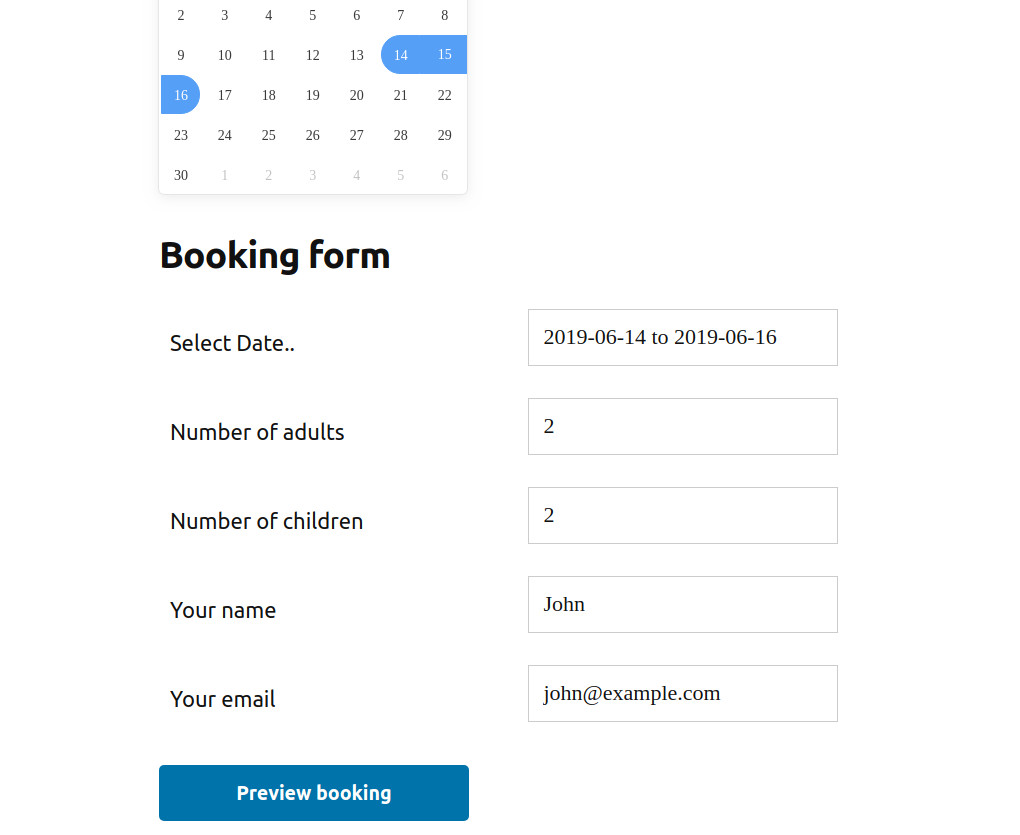 2 3 4 5 6 7 8
9 10 11 12 13 14 15
16 17 18 19 20 21 22
23 24 25 26 27 28 29
30 1 2 3 4 5 6
Booking form
Select Date.. 2019-06-14 to 2019-06-16
Number of adults 2
Number of children 2
Your name John
Your email john@example.com
Preview booking